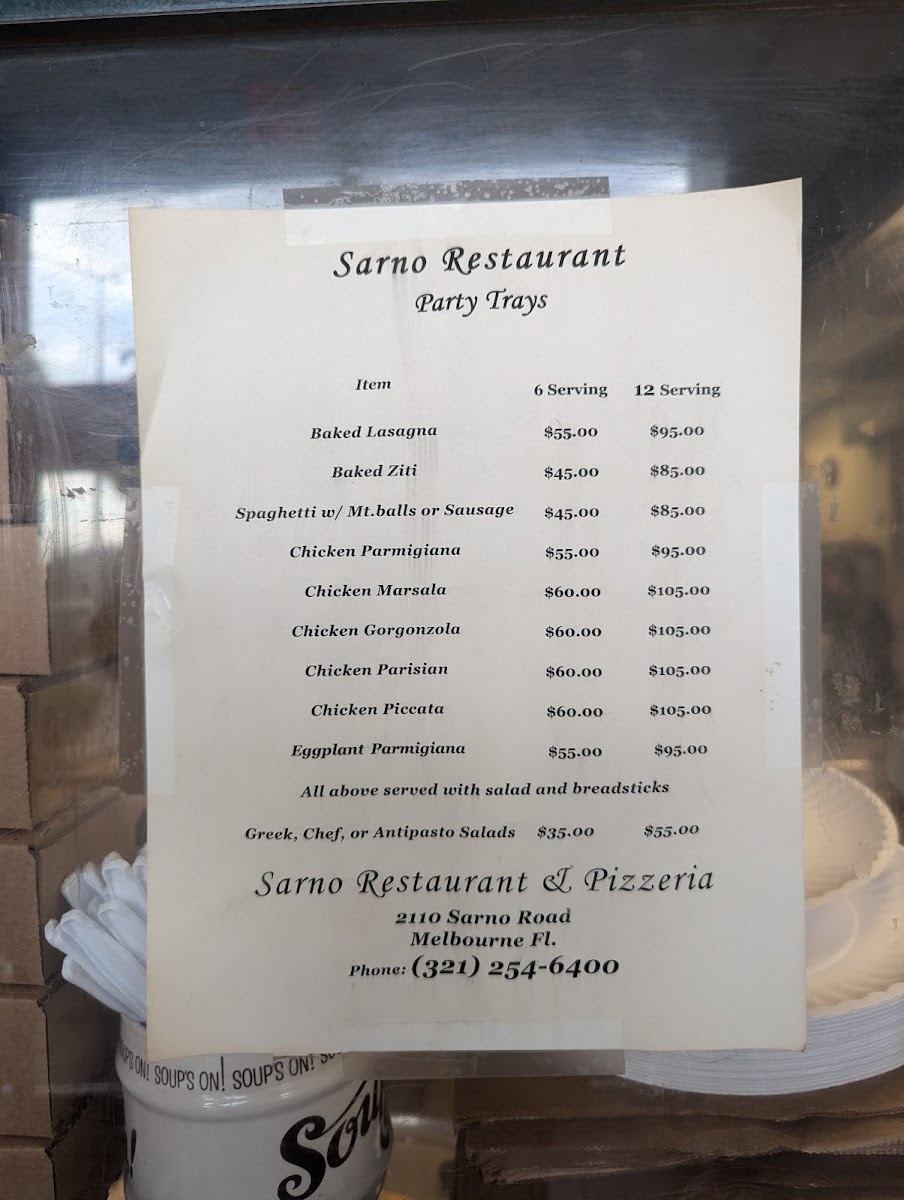 Sarno Restaurant
Party Trays
Item 6 Serving 12 Serving
Baked Lasagna $55.00 $95.00
Baked Ziti $45.00 $85.00
Spaghetti w/ Mt.balls or Sausage $45.00 $85.00
Chicken Parmigiana $55.00 $95.00
Chicken Marsala $60.00 $105.00
Chicken Gorgonzola $60.00 $105.00
Chicken Parisian $60.00 $105.00
Chicken Piccata $60.00 $105.00
Eggplant Parmigiana $55.00 $95.00
All above served with salad and breadsticks
Greek, Chef, or Antipasto Salads $35.00 $55.00
Sarno Restaurant & Pizzeria
2110 Sarno Road
Melbourne Fl.
Phone: (321) 254-6400
SOUP'S ON! SOUP'S ON!